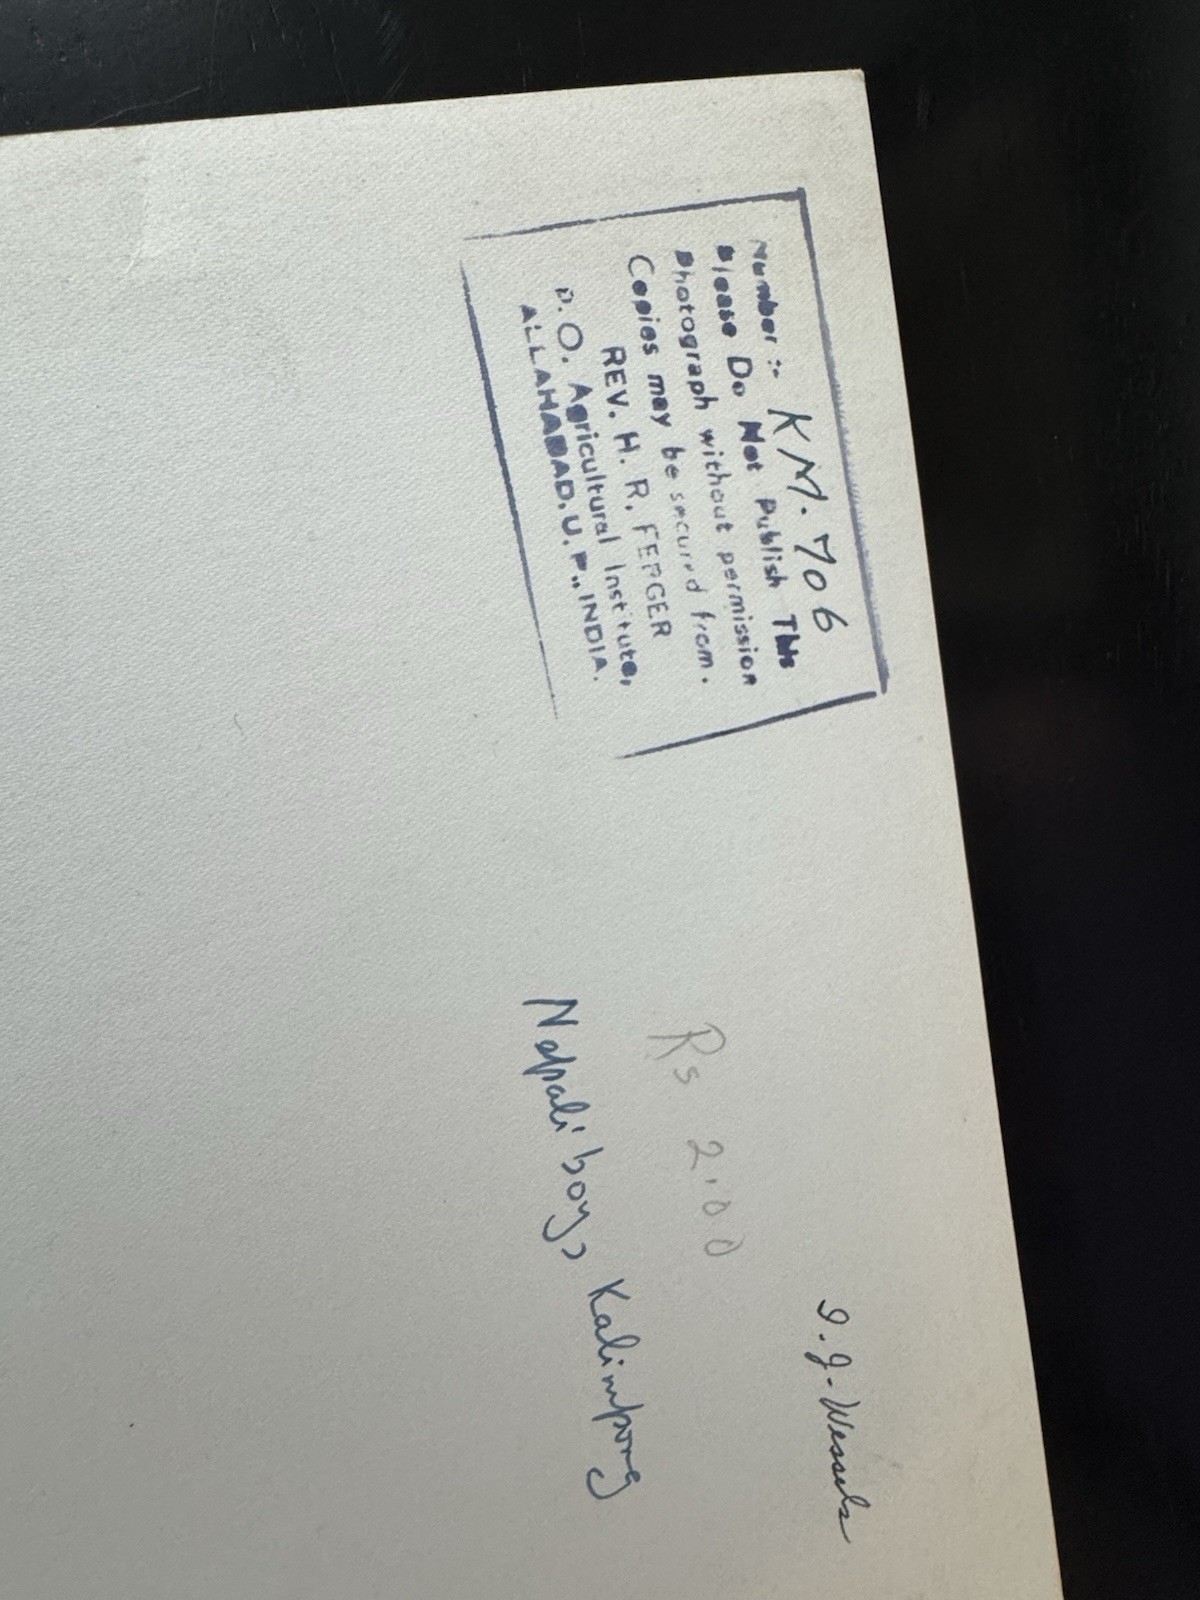 Number :- KM. 706
Please Do Not Publish This
Photograph without permission
Copies may be secured from.
REV. H. R. FERGER
P.O. Agricultural Institute,
ALLAHABAD, U. P., INDIA.
I. J. Wessels
Rs 2.00
Nepali boy, Kalimpong